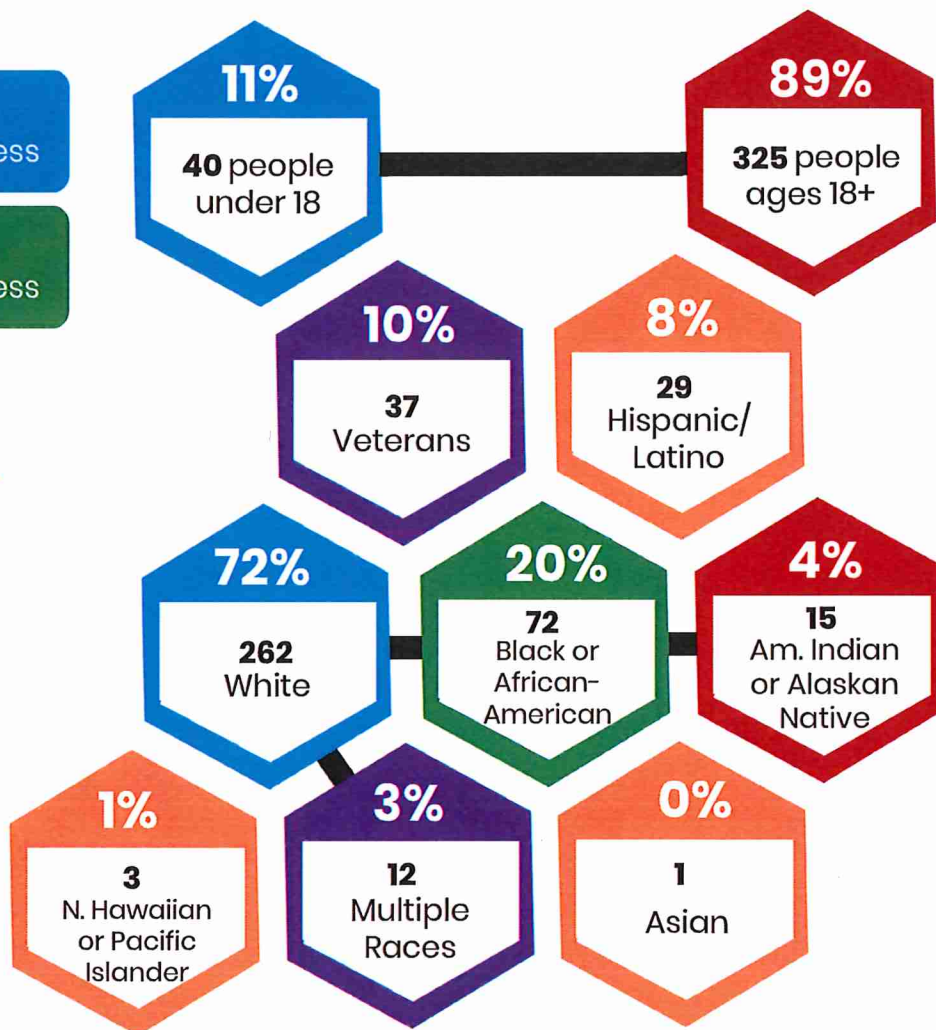 ess
ess
11%
40 people
under 18
89%
325 people
ages 18+
10%
37
Veterans
8%
29
Hispanic/
Latino
72%
262
White
20%
72
Black or
African-
American
4%
15
Am. Indian
or Alaskan
Native
1%
3
N. Hawaiian
or Pacific
Islander
3%
12
Multiple
Races
0%
1
Asian